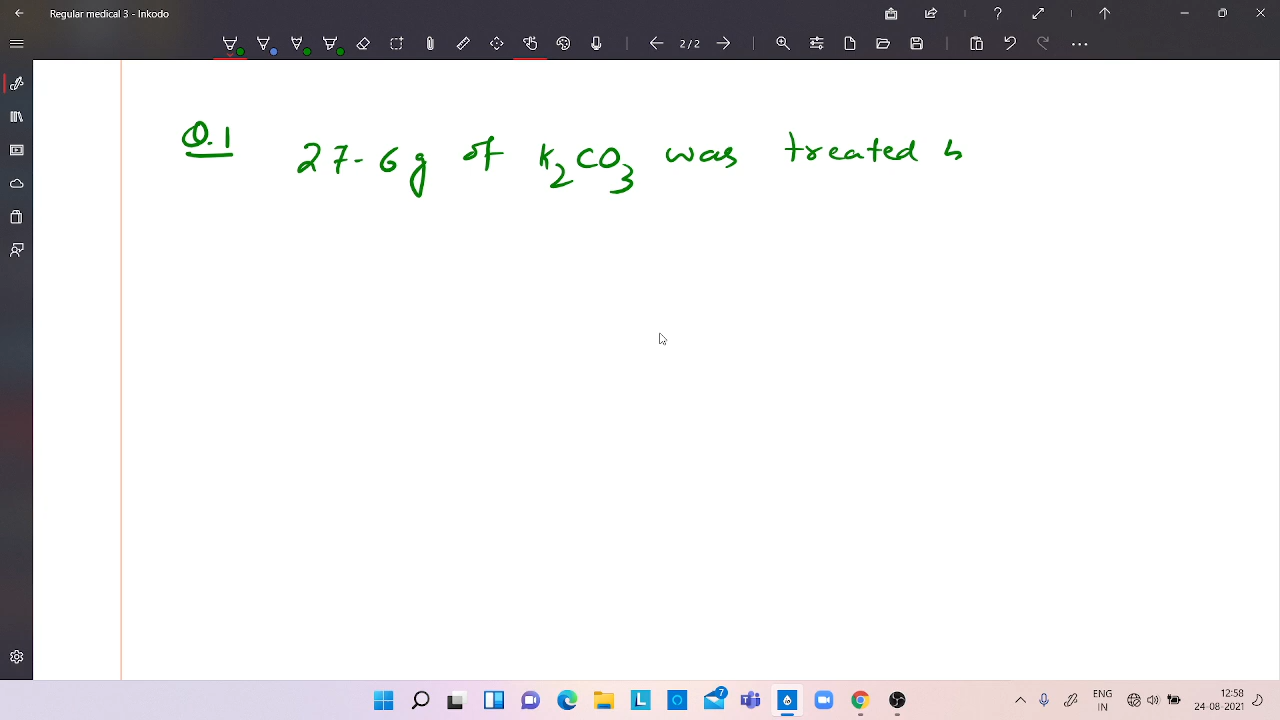 Regular medical 3 - Inkodo
2/2
Q.1 27.6 g of K2CO3 was treated b
7
ENG
IN
12:58
24-08-2021